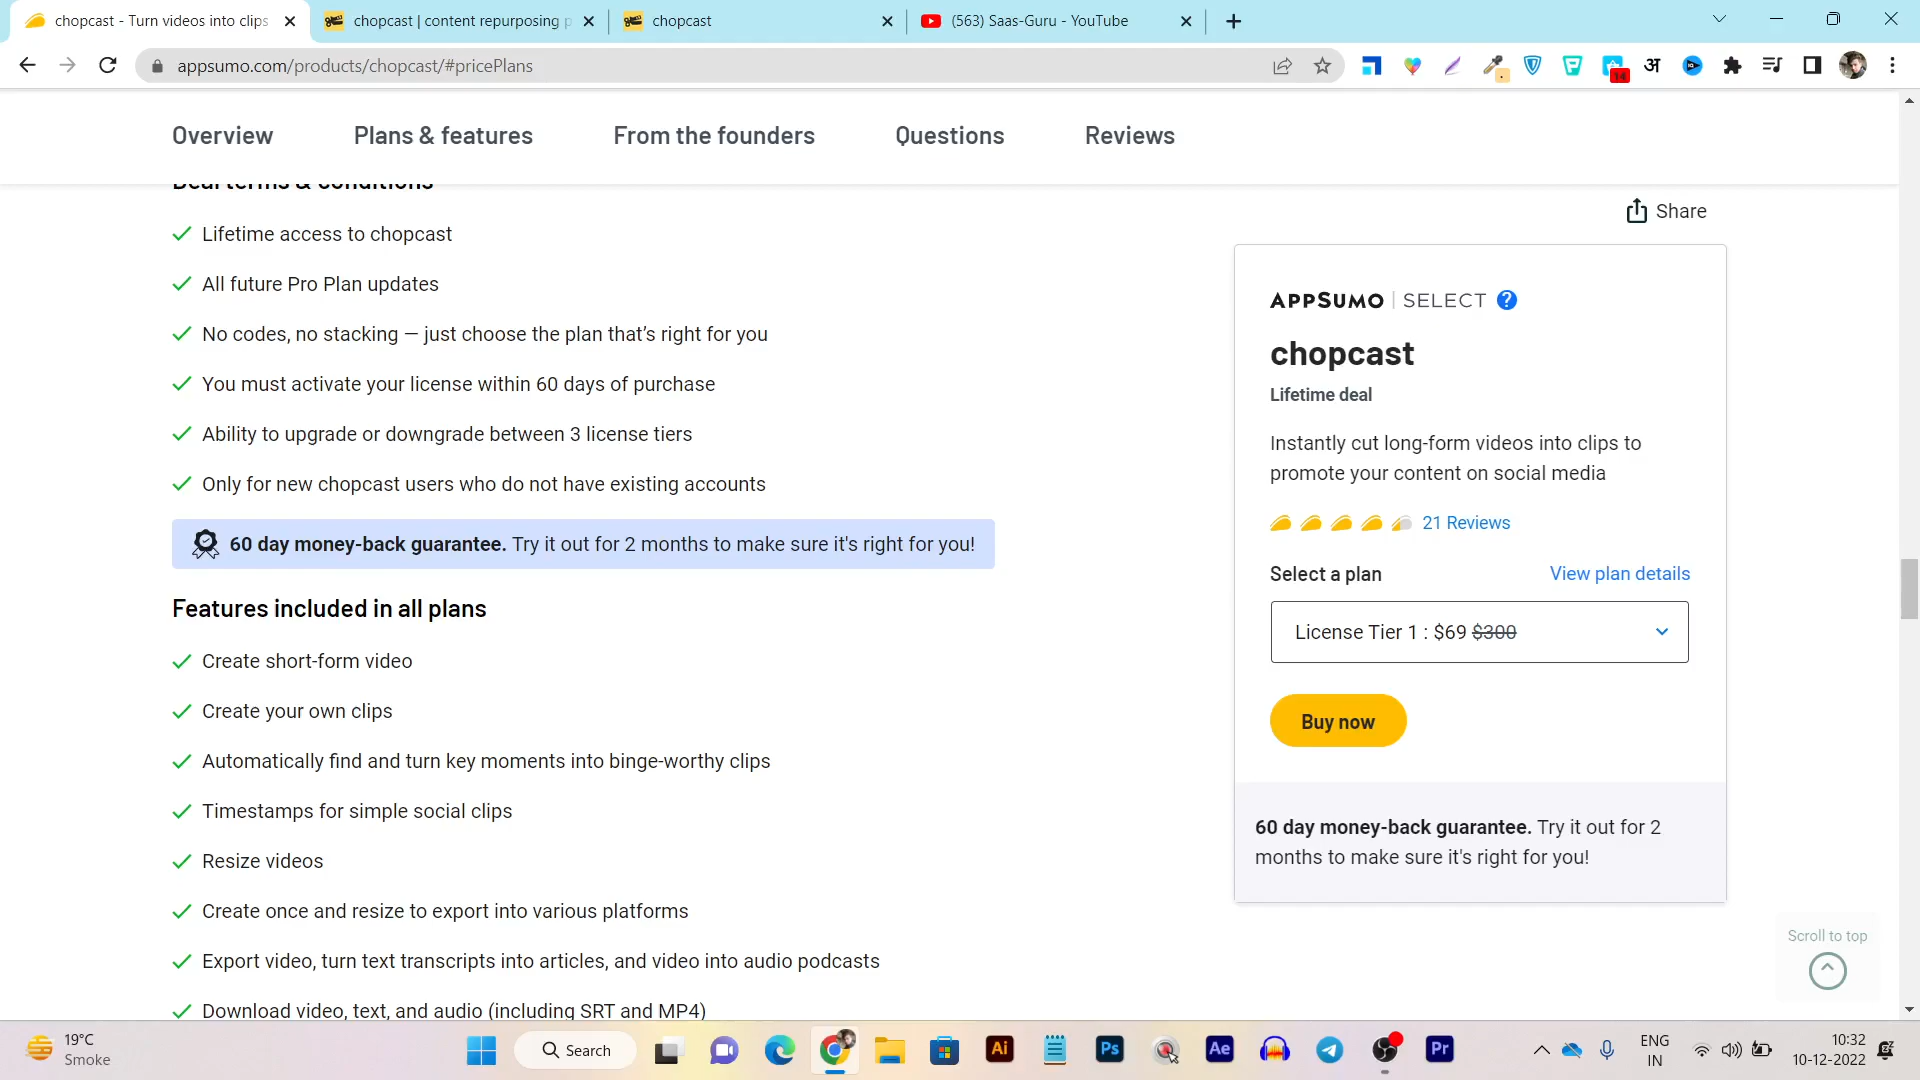 chopcast - Turn videos into clips
chopcast | content repurposing p
chopcast
(563) Saas-Guru - YouTube
appsumo.com/products/chopcast/#pricePlans
14
अ
Overview
Plans & features
From the founders
Questions
Reviews
Deal terms & conditions
Lifetime access to chopcast
All future Pro Plan updates
No codes, no stacking — just choose the plan that’s right for you
You must activate your license within 60 days of purchase
Ability to upgrade or downgrade between 3 license tiers
Only for new chopcast users who do not have existing accounts
60 day money-back guarantee. Try it out for 2 months to make sure it's right for you!
Features included in all plans
Create short-form video
Create your own clips
Automatically find and turn key moments into binge-worthy clips
Timestamps for simple social clips
Resize videos
Create once and resize to export into various platforms
Export video, turn text transcripts into articles, and video into audio podcasts
Download video, text, and audio (including SRT and MP4)
Share
APPSUMO | SELECT ?
chopcast
Lifetime deal
Instantly cut long-form videos into clips to
promote your content on social media
21 Reviews
Select a plan
View plan details
License Tier 1 : $69 $300
Buy now
60 day money-back guarantee. Try it out for 2
months to make sure it's right for you!
Scroll to top
19°C
Smoke
Search
Ai
Ps
Ae
Pr
ENG
IN
10:32
10-12-2022